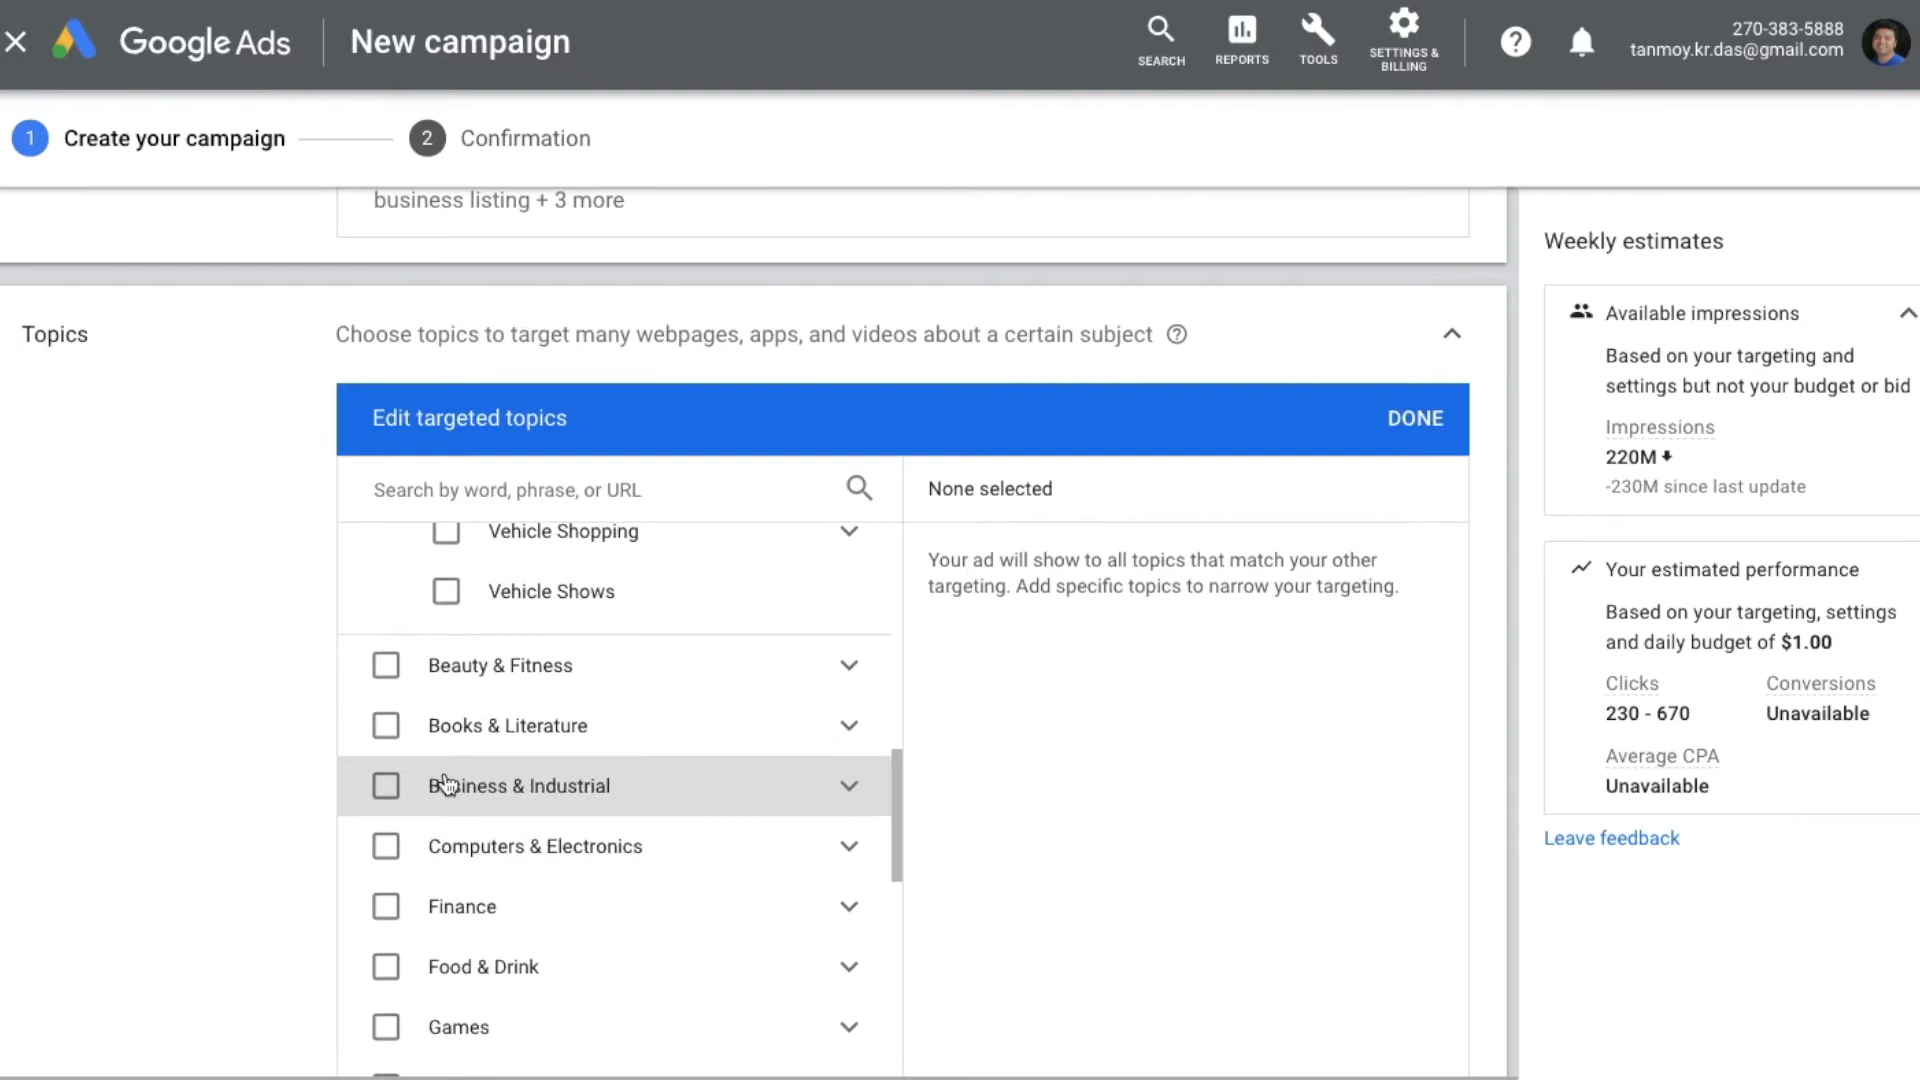 Google Ads
New campaign
SEARCH
REPORTS
TOOLS
SETTINGS &
BILLING
270-383-5888
tanmoy.kr.das@gmail.com
1 Create your campaign
2 Confirmation
business listing + 3 more
Topics
Choose topics to target many webpages, apps, and videos about a certain subject
Edit targeted topics
DONE
Search by word, phrase, or URL
None selected
Vehicle Shopping
Vehicle Shows
Beauty & Fitness
Books & Literature
Business & Industrial
Computers & Electronics
Finance
Food & Drink
Games
Your ad will show to all topics that match your other
targeting. Add specific topics to narrow your targeting.
Weekly estimates
Available impressions
Based on your targeting and
settings but not your budget or bid
Impressions
220M
-230M since last update
Your estimated performance
Based on your targeting, settings
and daily budget of $1.00
Clicks
230 - 670
Conversions
Unavailable
Average CPA
Unavailable
Leave feedback